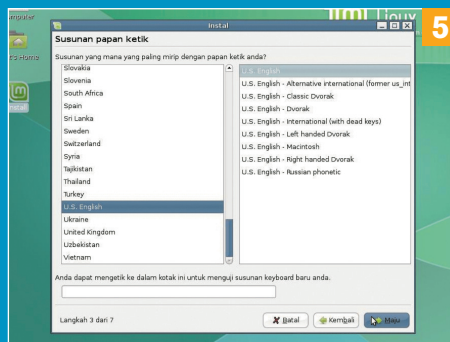 Instal
5
Susunan papan ketik
Susunan yang mana yang paling mirip dengan papan ketik anda?
Slovakia
Slovenia
South Africa
Spain
Sri Lanka
Sweden
Switzerland
Syria
Tajikistan
Thailand
Turkey
U.S. English
Ukraine
United Kingdom
Uzbekistan
Vietnam
U.S. English
U.S. English - Alternative international (former us_int
U.S. English - Classic Dvorak
U.S. English - Dvorak
U.S. English - International (with dead keys)
U.S. English - Left handed Dvorak
U.S. English - Macintosh
U.S. English - Right handed Dvorak
U.S. English - Russian phonetic
Anda dapat mengetik ke dalam kotak ini untuk menguji susunan keyboard baru anda.
Langkah 3 dari 7
Batal
Kembali
Maju